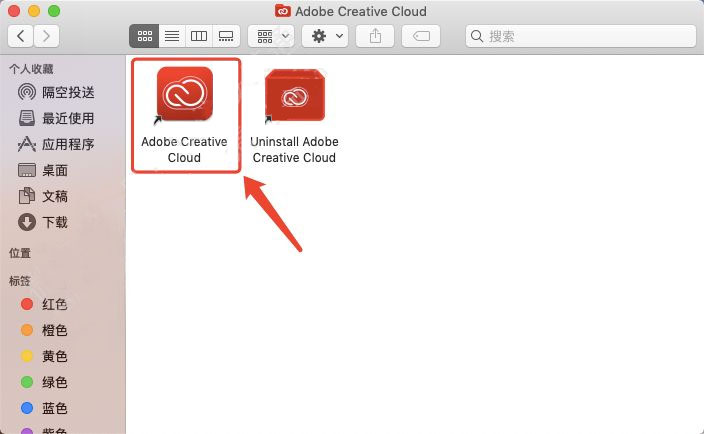 Adobe Creative Cloud
搜索
个人收藏
隔空投送
最近使用
应用程序
桌面
文稿
下载
位置
标签
红色
橙色
黄色
绿色
蓝色
紫色
Adobe Creative
Cloud
Uninstall Adobe
Creative Cloud